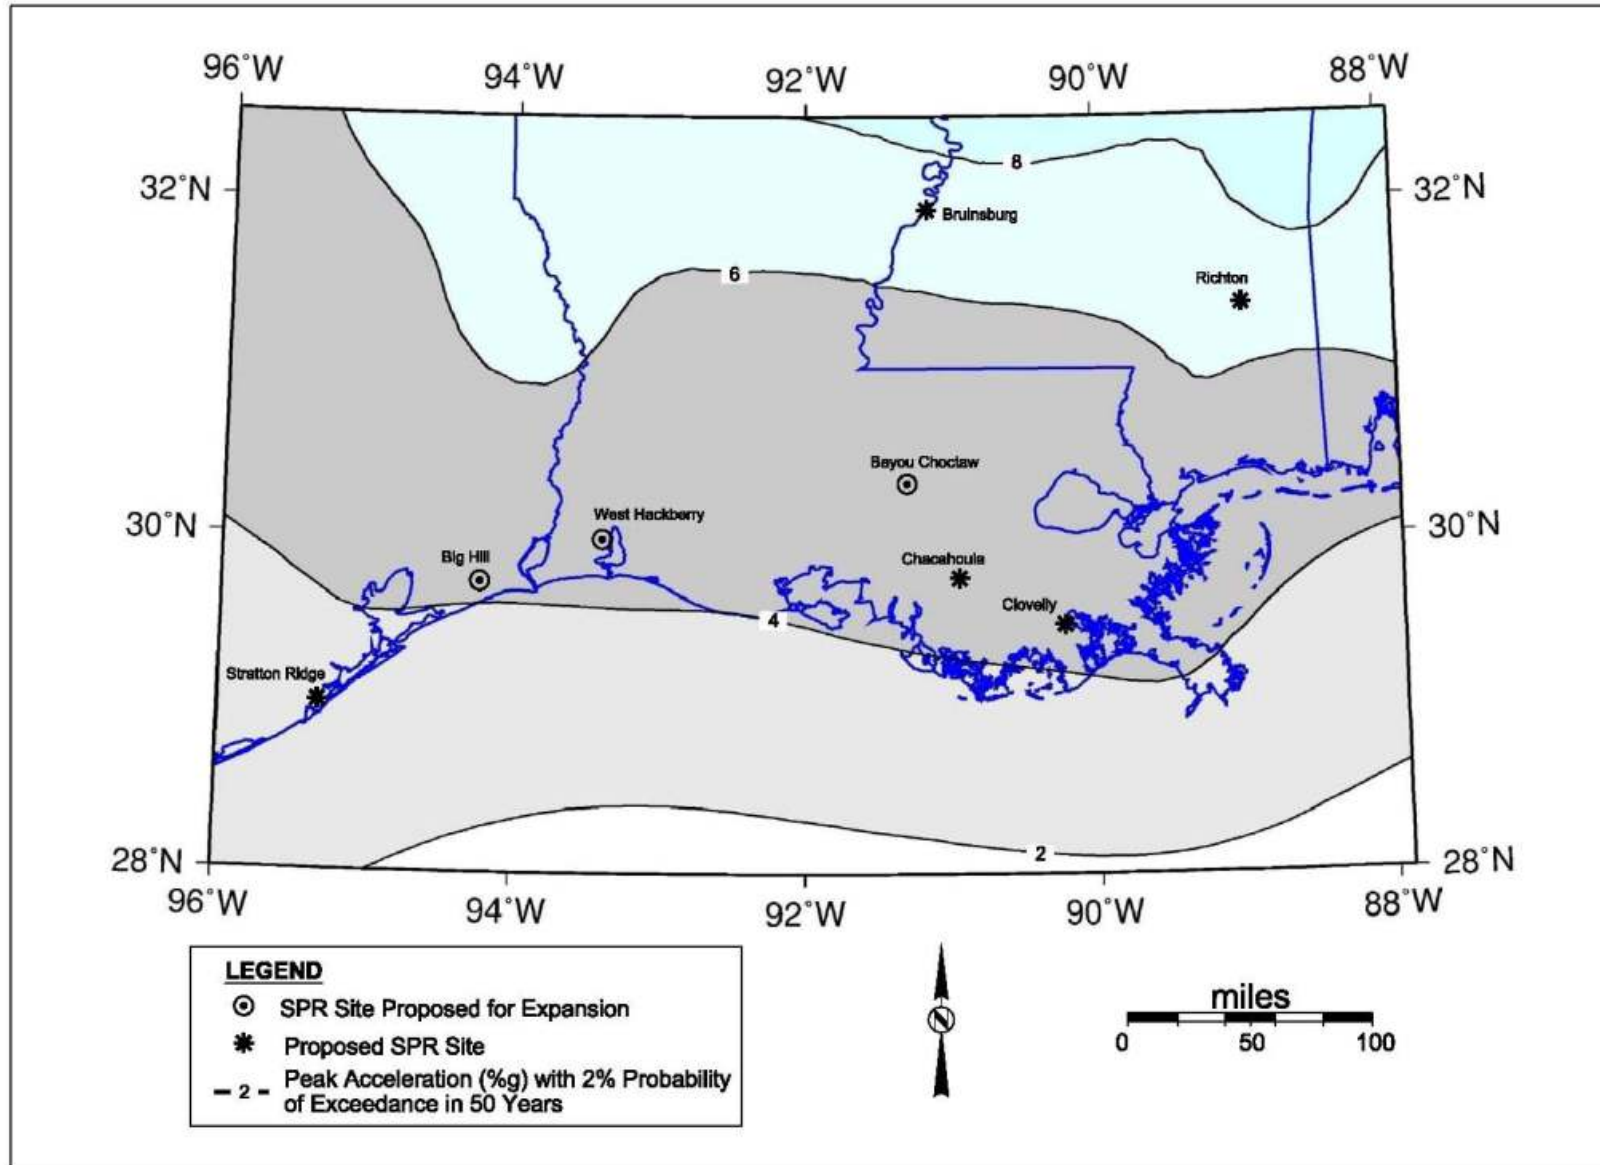 96°W 94°W 92°W 90°W 88°W
8
32°N 32°N
Bruinsburg
6
Richton
Bayou Choctaw
West Hackberry
30°N 30°N
Big Hill
Chacahoula
Clovelly
4
Stratton Ridge
2
28°N 28°N
96°W 94°W 92°W 90°W 88°W
LEGEND
SPR Site Proposed for Expansion
Proposed SPR Site
2 Peak Acceleration (%g) with 2% Probability
of Exceedance in 50 Years
miles
0 50 100